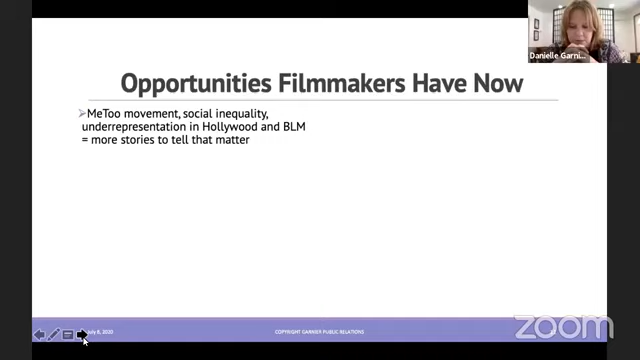 Danielle Garni...
Opportunities Filmmakers Have Now
MeToo movement, social inequality,
underrepresentation in Hollywood and BLM
= more stories to tell that matter
July 8, 2020
COPYRIGHT GARNIER PUBLIC RELATIONS
zoom